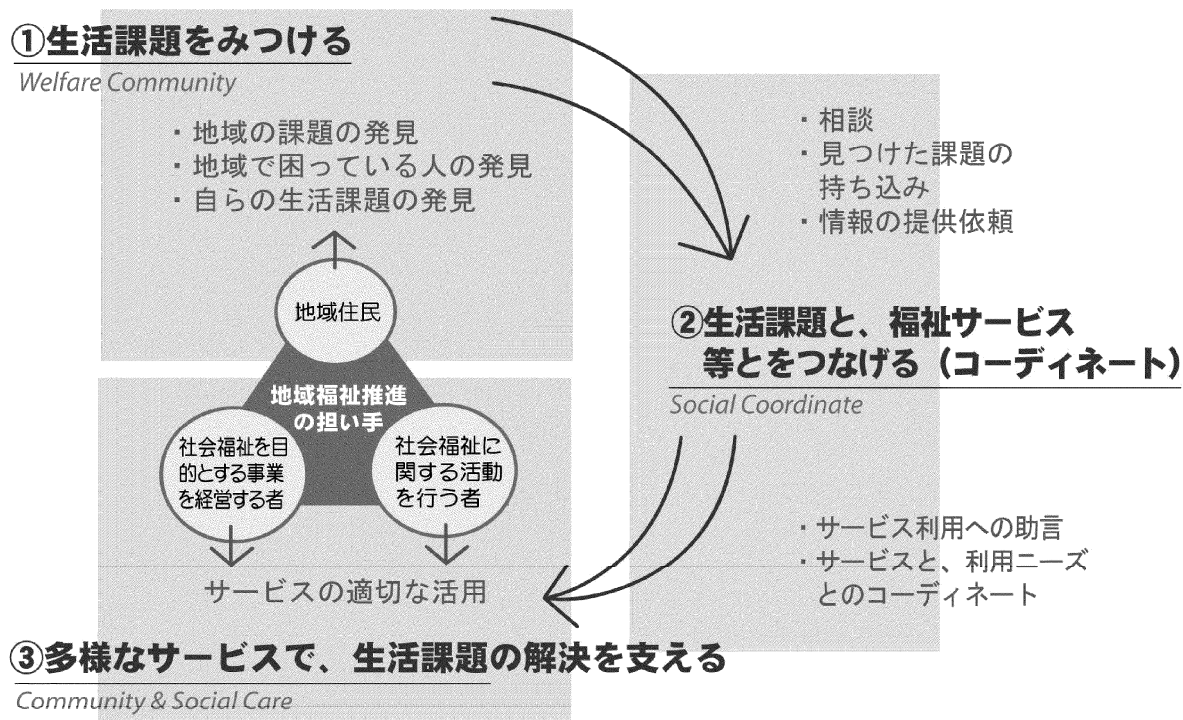 ①生活課題をみつける
Welfare Community
・地域の課題の発見
・地域で困っている人の発見
・自らの生活課題の発見
・相談
・見つけた課題の
持ち込み
・情報の提供依頼
地域住民
地域福祉推進
の担い手
社会福祉を目
的とする事業
を経営する者
社会福祉に
関する活動
を行う者
サービスの適切な活用
②生活課題と、福祉サービス
等とをつなげる（コーディネート）
Social Coordinate
・サービス利用への助言
・サービスと、利用ニーズ
とのコーディネート
③多様なサービスで、生活課題の解決を支える
Community & Social Care